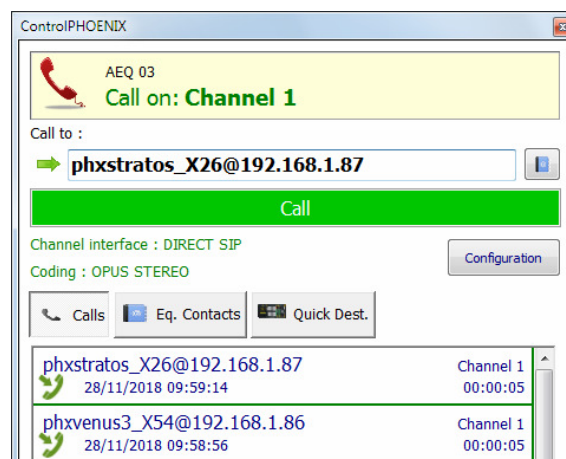 ControlPHOENIX
AEQ 03
Call on: Channel 1
Call to :
phxstratos_X26@192.168.1.87
Call
Channel interface : DIRECT SIP
Configuration
Coding : OPUS STEREO
Calls Eq. Contacts Quick Dest.
phxstratos_X26@192.168.1.87 Channel 1
28/11/2018 09:59:14 00:00:05
phxvenus3_X54@192.168.1.86 Channel 1
28/11/2018 09:58:56 00:00:05